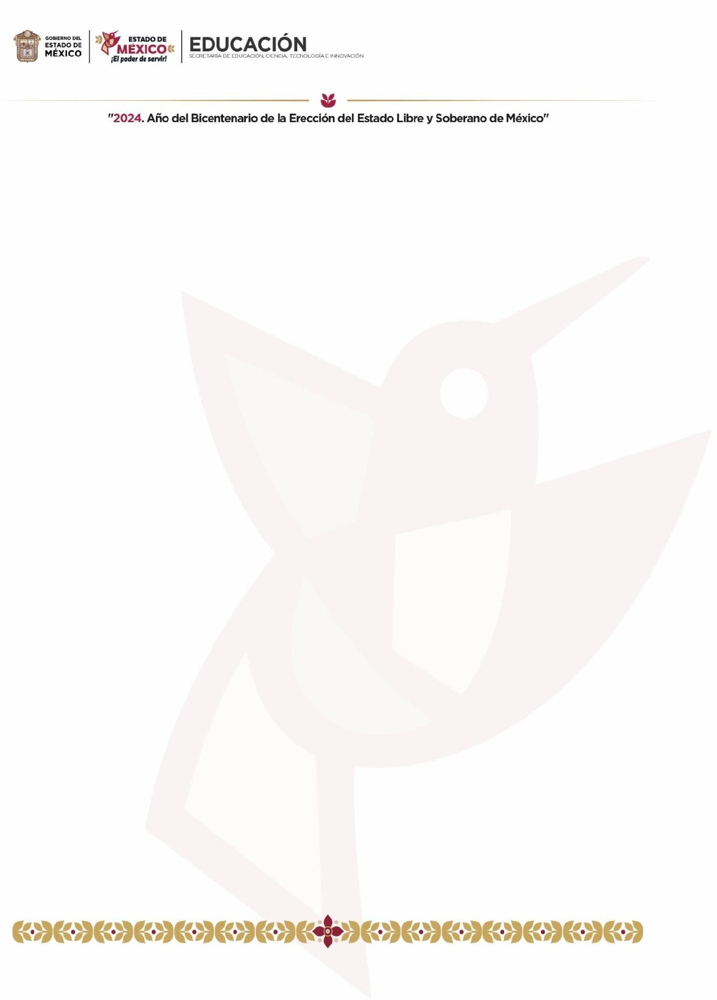 GOBIERNO DEL
ESTADO DE
MÉXICO
ESTADO DE
MÉXICO
¡El poder de servir!
EDUCACIÓN
SECRETARÍA DE EDUCACIÓN, CIENCIA, TECNOLOGÍA E INNOVACIÓN
"2024. Año del Bicentenario de la Erección del Estado Libre y Soberano de México"